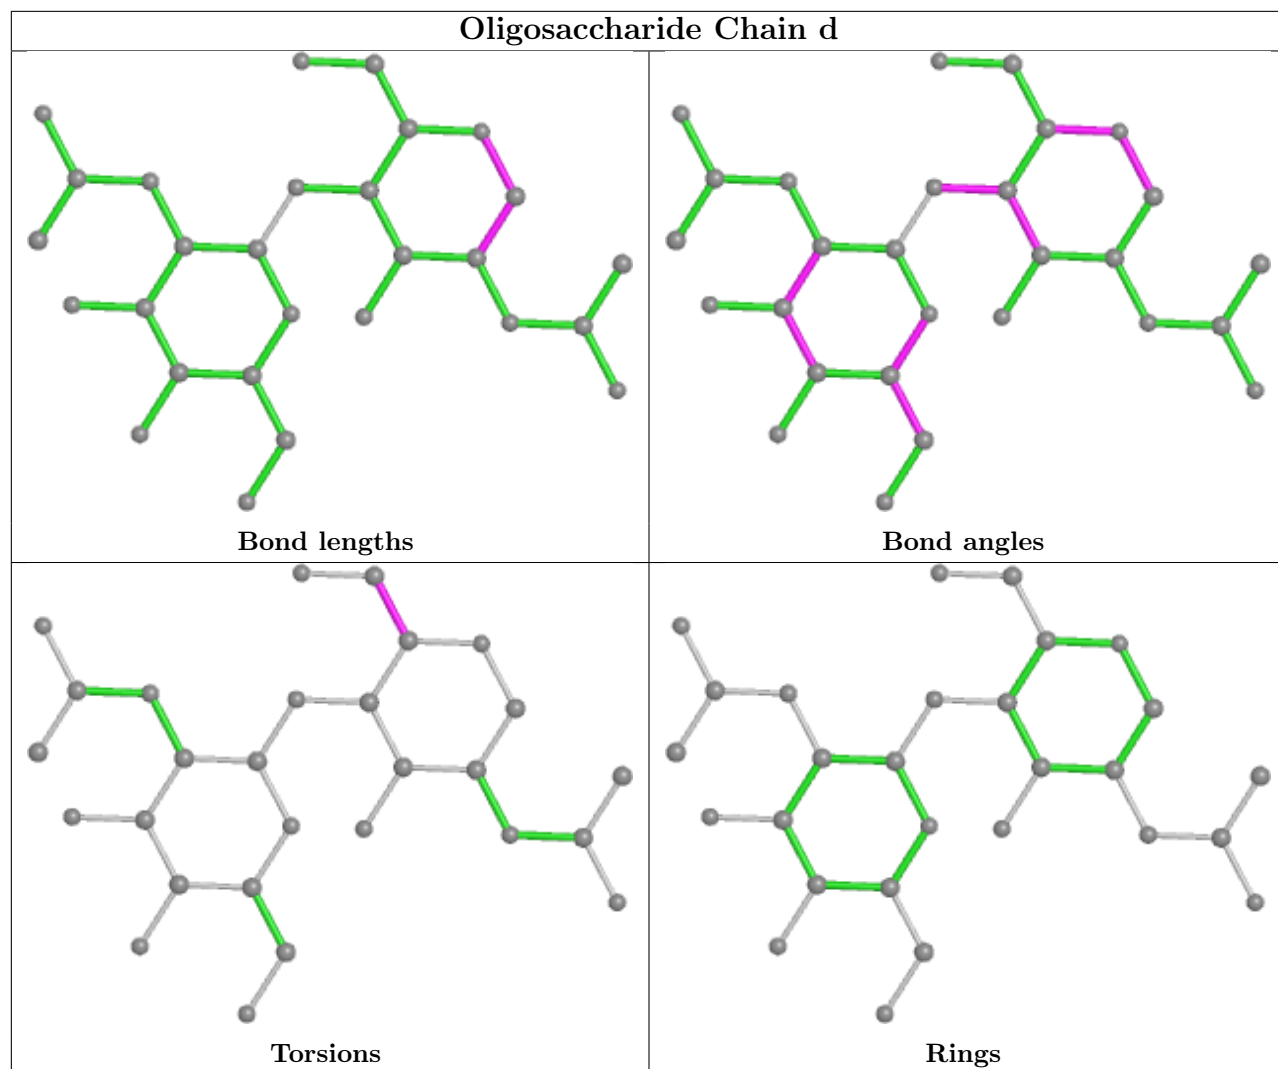 Oligosaccharide Chain d
Bond lengths
Bond angles
Torsions
Rings